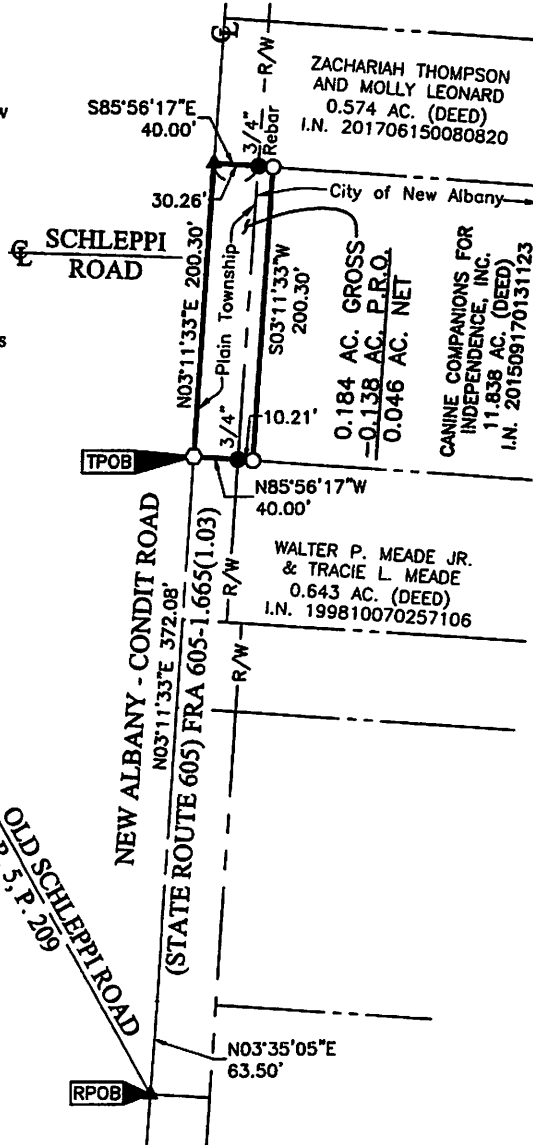 ℄
R/W
ZACHARIAH THOMPSON
AND MOLLY LEONARD
0.574 AC. (DEED)
I.N. 201706150080820
w
S85°56'17"E
40.00'
3/4"
Rebar
30.26'
City of New Albany
℄ SCHLEPPI
ROAD
N03°11'33"E 200.30'
Plain Township
S03°11'33"W
200.30'
0.184 AC. GROSS
-0.138 AC. P.R.O.
0.046 AC. NET
CANINE COMPANIONS FOR
INDEPENDENCE, INC.
11.838 AC. (DEED)
I.N. 201509170131123
s
3/4"
10.21'
TPOB
N85°56'17"W
40.00'
WALTER P. MEADE JR.
& TRACIE L. MEADE
0.643 AC. (DEED)
I.N. 199810070257106
R/W
R/W
NEW ALBANY - CONDIT ROAD
N03°11'33"E 372.08'
(STATE ROUTE 605) FRA 605-1.665(1.03)
OLD SCHLEPPI ROAD
5, P. 209
N03°35'05"E
63.50'
RPOB